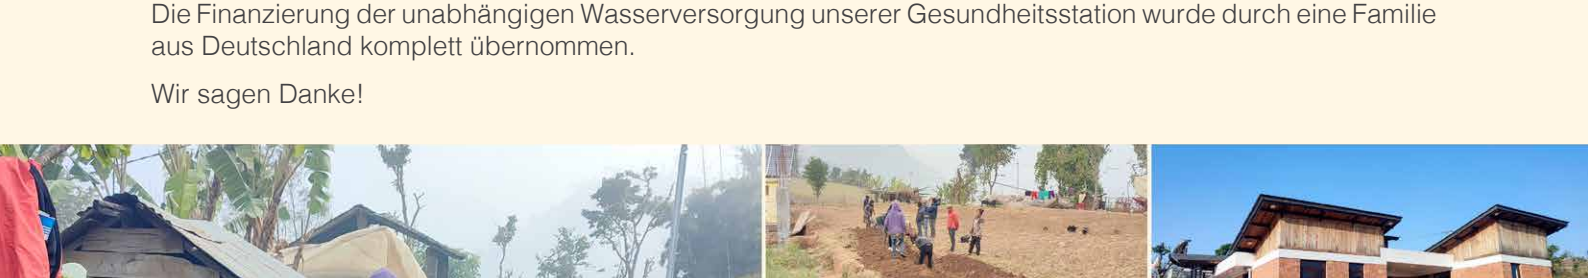 Die Finanzierung der unabhängigen Wasserversorgung unserer Gesundheitsstation wurde durch eine Familie
aus Deutschland komplett übernommen.
Wir sagen Danke!